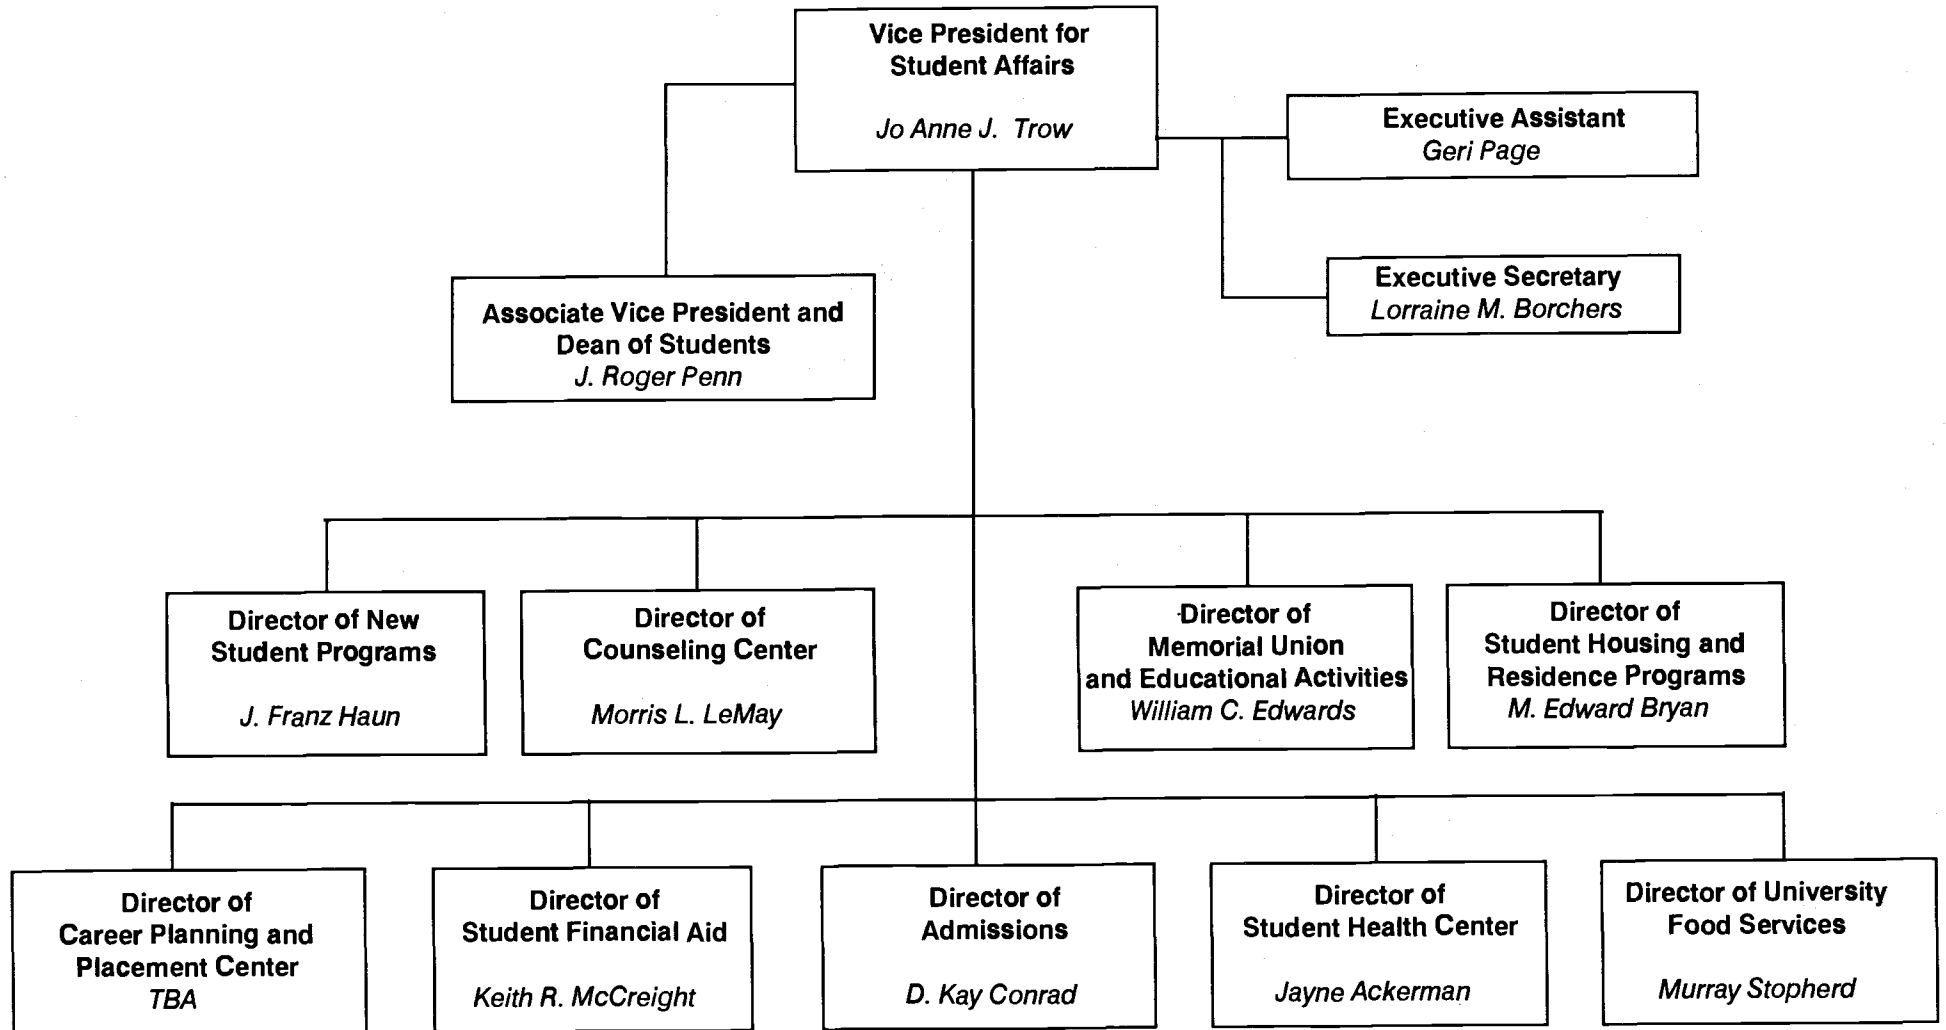 Vice President for
Student Affairs
Jo Anne J. Trow
Executive Assistant
Geri Page
Executive Secretary
Lorraine M. Borchers
Associate Vice President and
Dean of Students
J. Roger Penn
Director of New
Student Programs
J. Franz Haun
Director of
Counseling Center
Morris L. LeMay
Director of
Memorial Union
and Educational Activities
William C. Edwards
Director of
Student Housing and
Residence Programs
M. Edward Bryan
Director of
Career Planning and
Placement Center
TBA
Director of
Student Financial Aid
Keith R. McCreight
Director of
Admissions
D. Kay Conrad
Director of
Student Health Center
Jayne Ackerman
Director of University
Food Services
Murray Stopherd